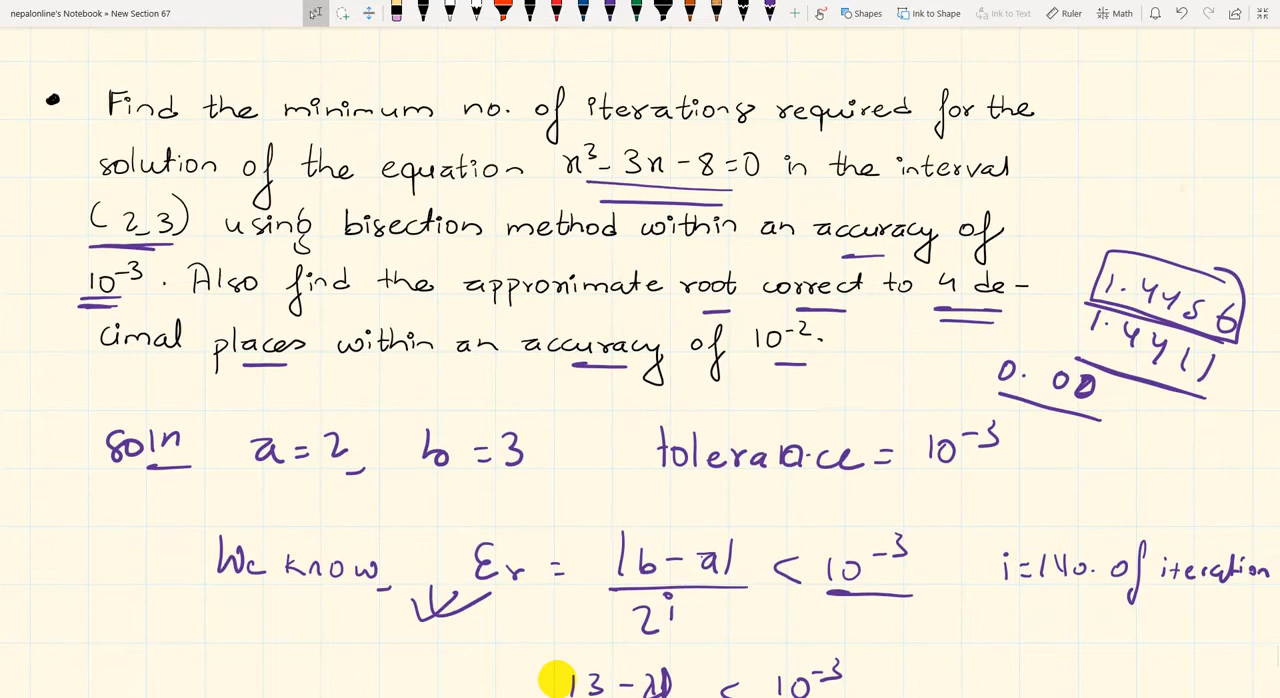 nepalonline's Notebook » New Section 67
Shapes Ink to Shape Ink to Text Ruler Math
• Find the minimum no. of iterations required for the
solution of the equation x³ - 3x - 8 = 0 in the interval
(2, 3) using bisection method within an accuracy of
10⁻³. Also find the approximate root correct to 4 de-
cimal places within an accuracy of 10⁻².
1.4456
1.4411
0.00
soln a = 2, b = 3 tolerance = 10⁻³
We know, Er = |b - a| / 2^i < 10⁻³ i = No. of iteration
|3 - 2| < 10⁻³